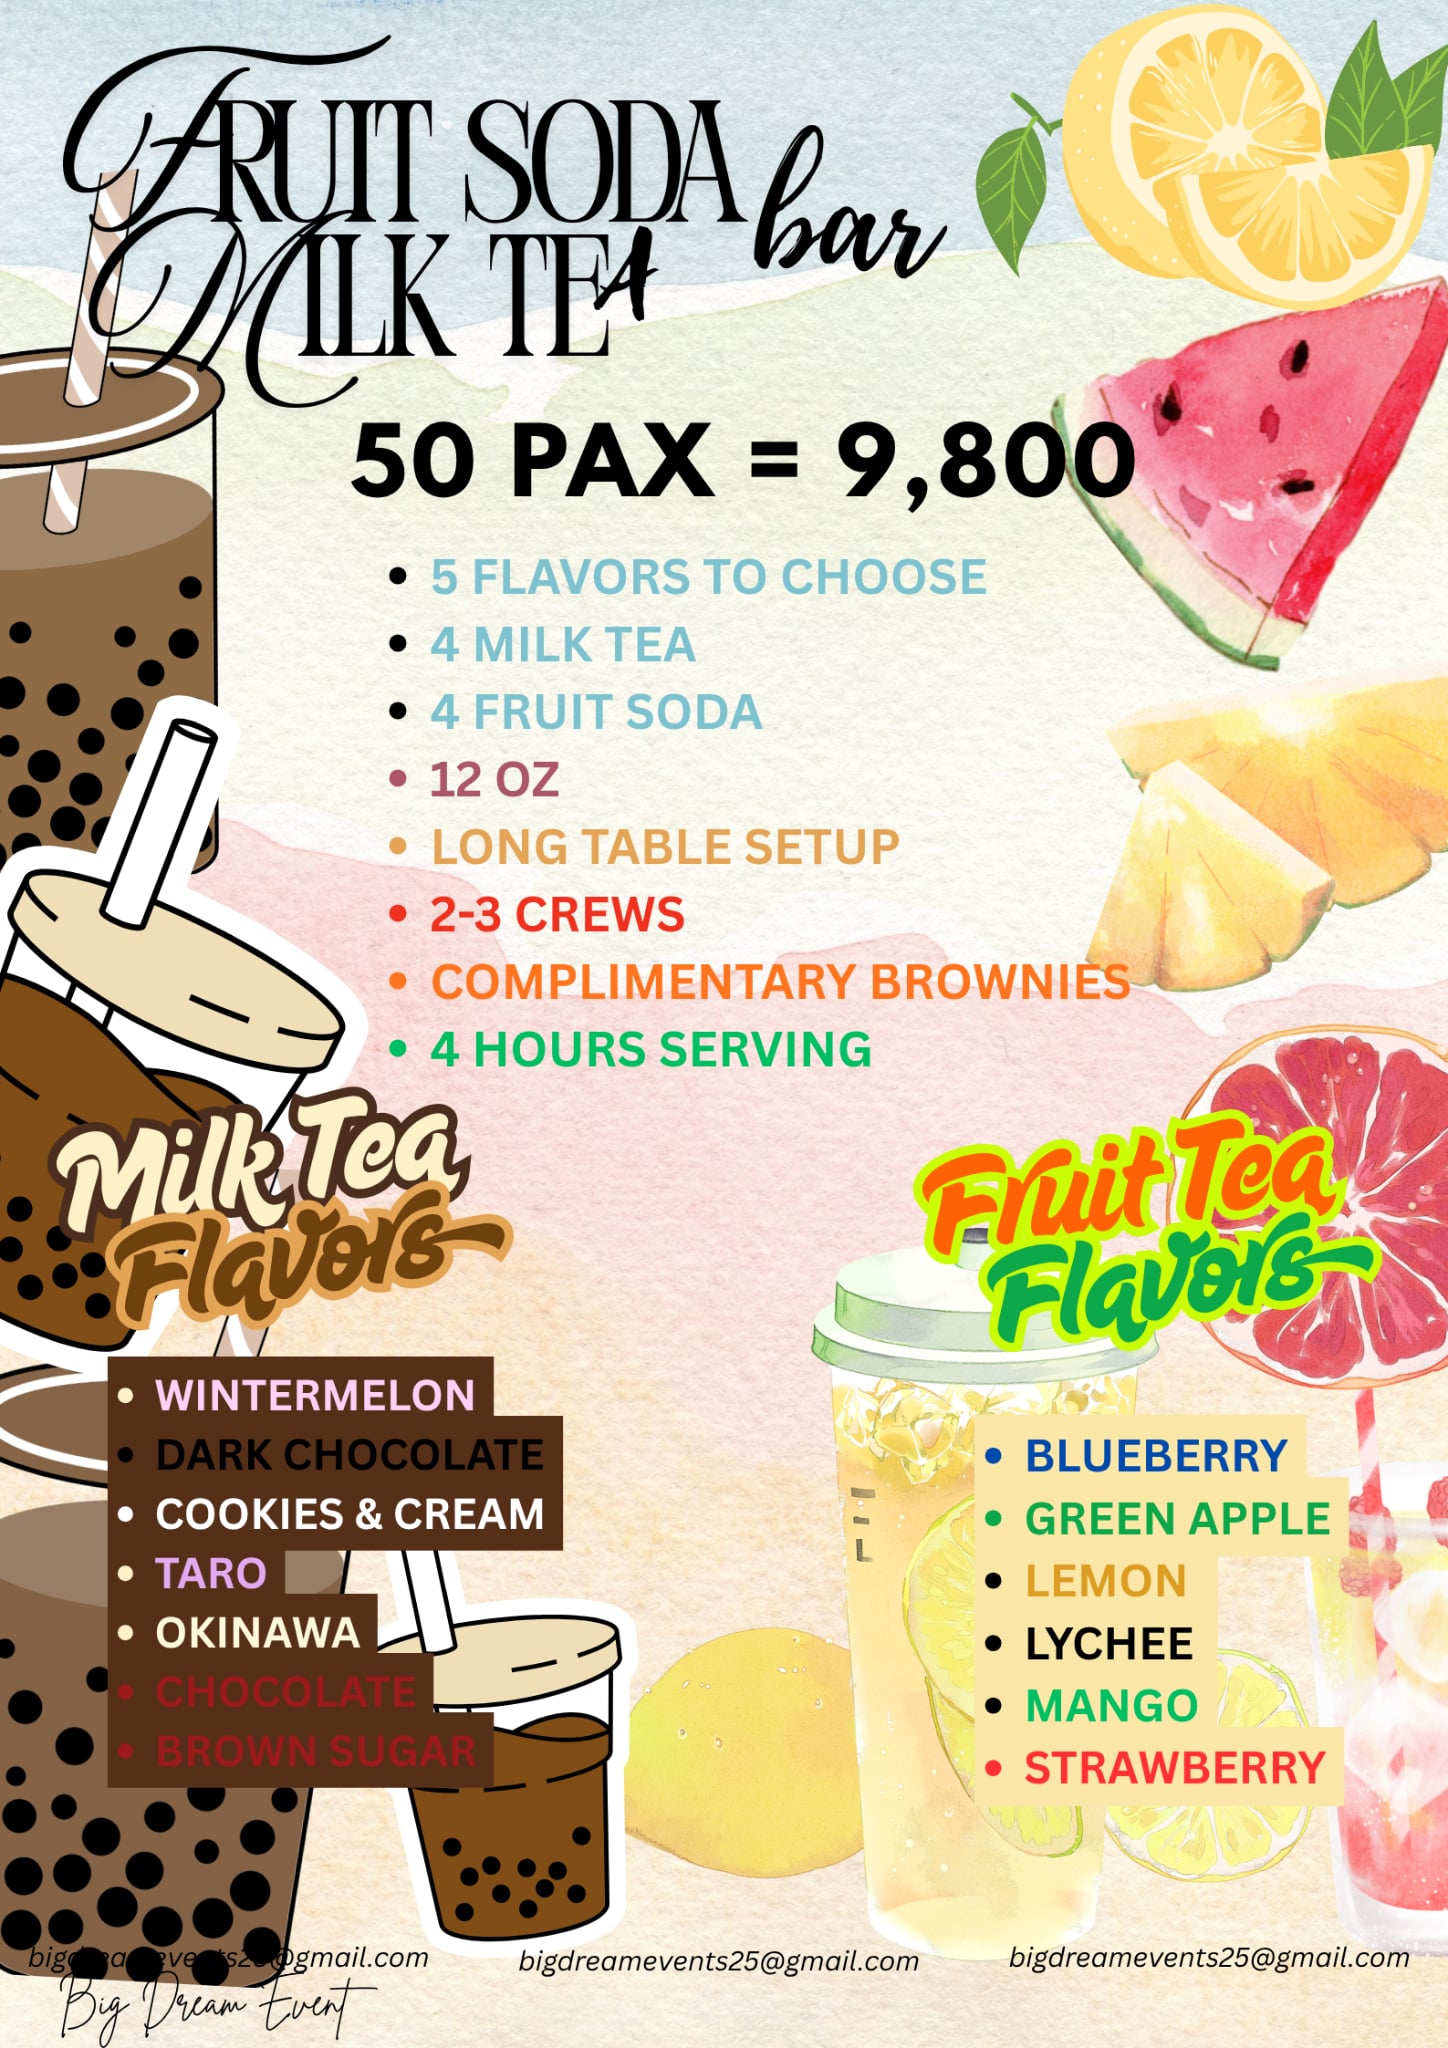 FRUIT SODA
MILK TEA bar
50 PAX = 9,800
• 5 FLAVORS TO CHOOSE
• 4 MILK TEA
• 4 FRUIT SODA
• 12 OZ
• LONG TABLE SETUP
• 2-3 CREWS
• COMPLIMENTARY BROWNIES
• 4 HOURS SERVING
Milk Tea
Flavors
• WINTERMELON
• DARK CHOCOLATE
• COOKIES & CREAM
• TARO
• OKINAWA
• CHOCOLATE
• BROWN SUGAR
Fruit Tea
Flavors
• BLUEBERRY
• GREEN APPLE
• LEMON
• LYCHEE
• MANGO
• STRAWBERRY
bigdreamevents25@gmail.com
bigdreamevents25@gmail.com
bigdreamevents25@gmail.com
Big Dream Event